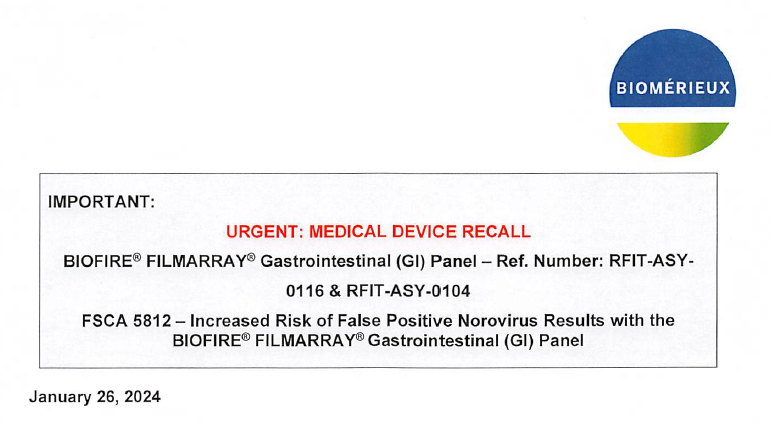 BIOMÉRIEUX
IMPORTANT:
URGENT: MEDICAL DEVICE RECALL
BIOFIRE® FILMARRAY® Gastrointestinal (GI) Panel – Ref. Number: RFIT-ASY-
0116 & RFIT-ASY-0104
FSCA 5812 – Increased Risk of False Positive Norovirus Results with the
BIOFIRE® FILMARRAY® Gastrointestinal (GI) Panel
January 26, 2024